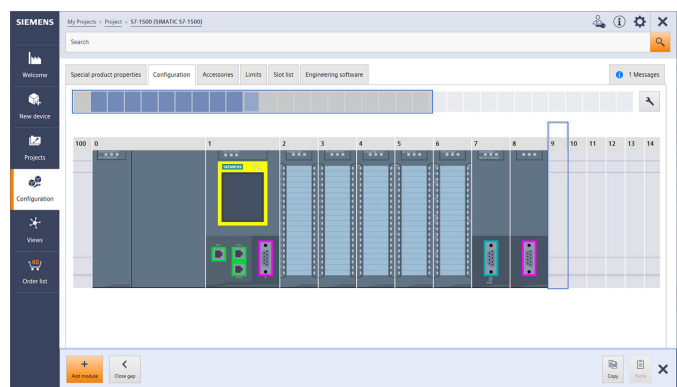 SIEMENS
My Projects › Project › S7-1500 (SIMATIC S7-1500)
Search
Welcome
New device
Projects
Configuration
Views
40
Order list
Special product properties
Configuration
Accessories
Limits
Slot list
Engineering software
1 Messages
100 0 1 2 3 4 5 6 7 8 9 10 11 12 13 14
SIEMENS
Add module
Close gap
Copy
Paste